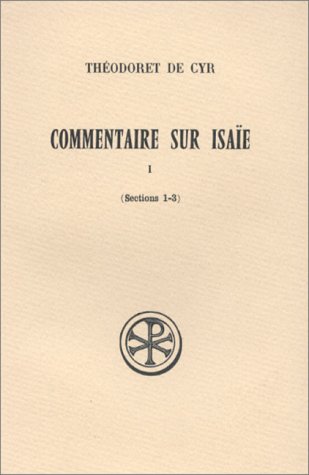 THÉODORET DE CYR
COMMENTAIRE SUR ISAÏE
I
(Sections 1-3)